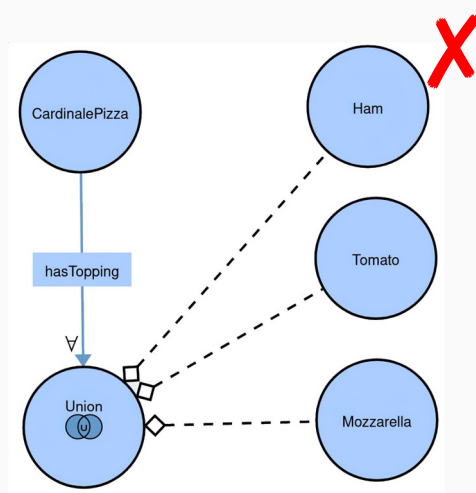 CardinalePizza
Ham
hasTopping
Tomato
∀
Union
∪
Mozzarella